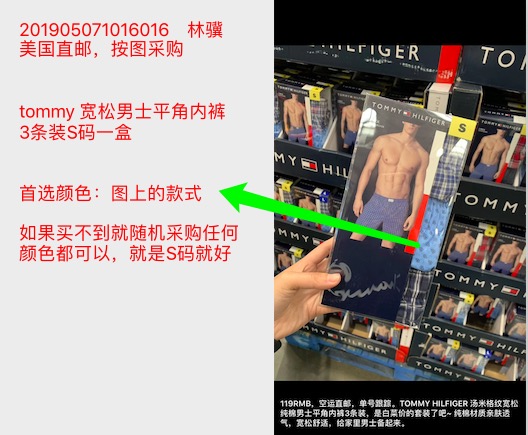 201905071016016 林骥
美国直邮，按图采购
tommy 宽松男士平角内裤
3条装S码一盒
首选颜色：图上的款式
如果买不到就随机采购任何
颜色都可以，就是S码就好
HILFIGER
TOMMY HILFIGER
S
TOMMY HILFIGER
TOMMY HILFIGER
119RMB，空运直邮，单号跟踪。TOMMY HILFIGER 汤米格纹宽松
纯棉男士平角内裤3条装，是白菜价的套装了吧~ 纯棉材质亲肤透
气，宽松舒适，给家里男士备起来。